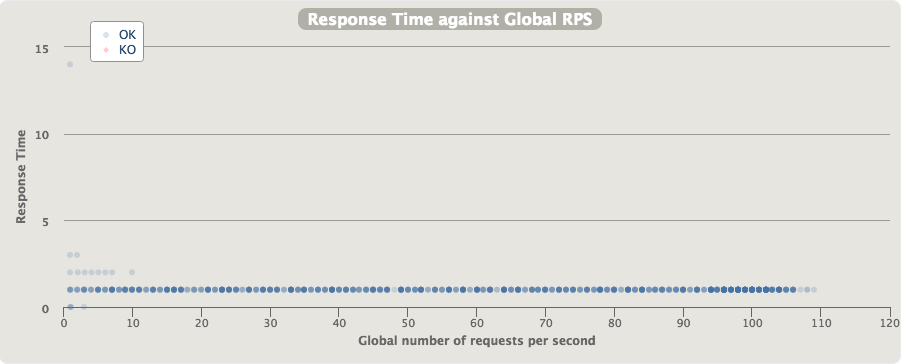 Response Time against Global RPS
OK
KO
15
10
5
0
Response Time
0 10 20 30 40 50 60 70 80 90 100 110 120
Global number of requests per second